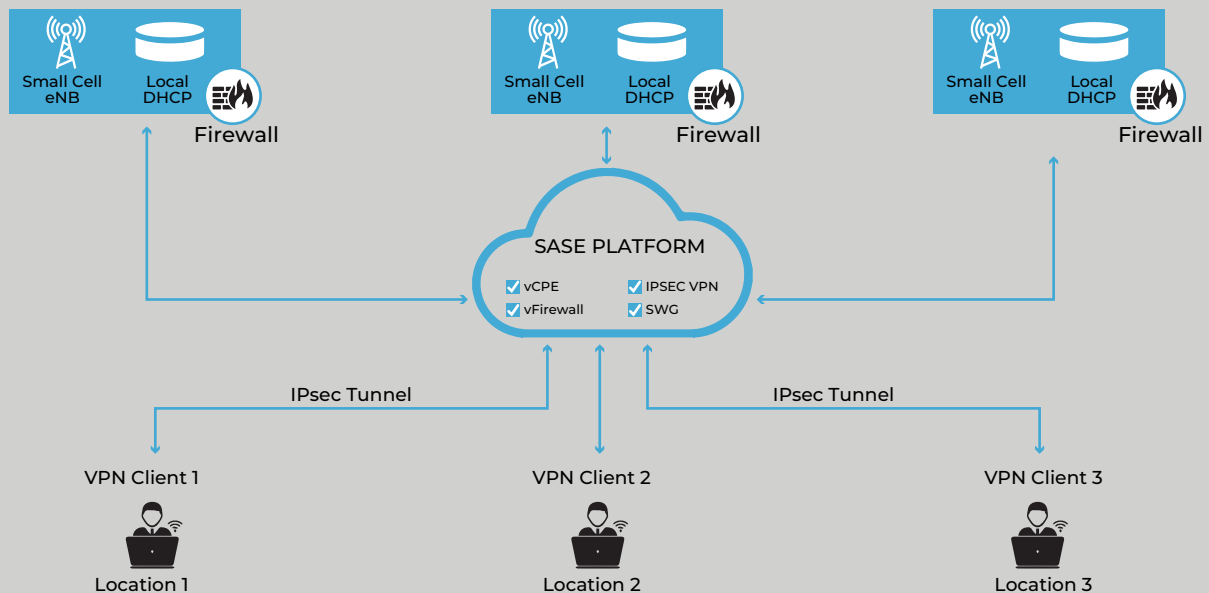 Small Cell
eNB
Local
DHCP
Firewall
Small Cell
eNB
Local
DHCP
Firewall
Small Cell
eNB
Local
DHCP
Firewall
SASE PLATFORM
vCPE
IPSEC VPN
vFirewall
SWG
IPsec Tunnel
IPsec Tunnel
VPN Client 1
VPN Client 2
VPN Client 3
Location 1
Location 2
Location 3